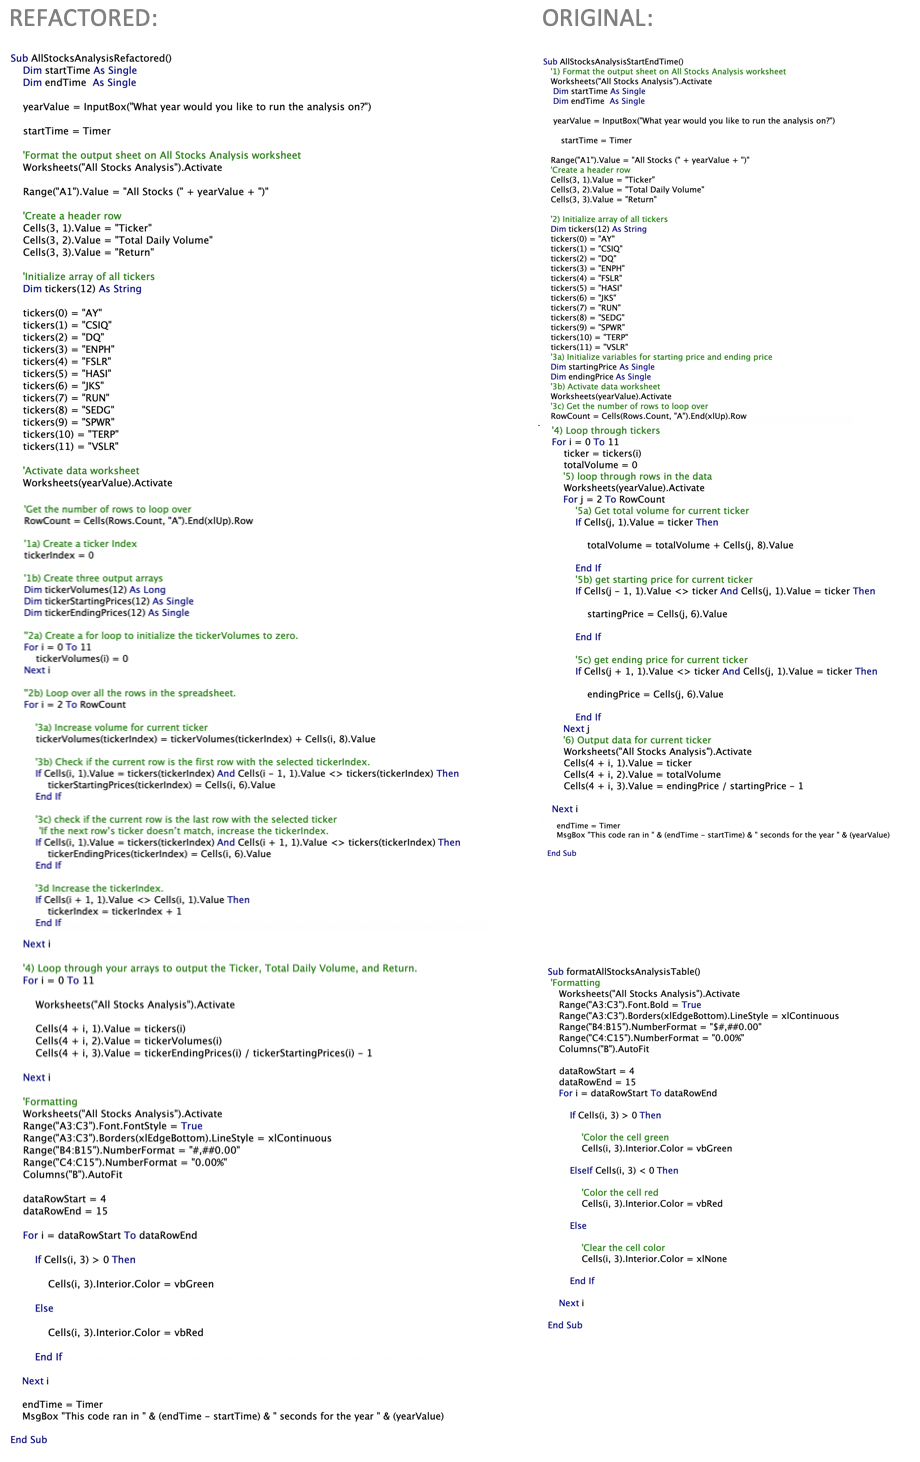 REFACTORED:
Sub AllStocksAnalysisRefactored()
Dim startTime As Single
Dim endTime  As Single
yearValue = InputBox("What year would you like to run the analysis on?")
startTime = Timer
'Format the output sheet on All Stocks Analysis worksheet
Worksheets("All Stocks Analysis").Activate
Range("A1").Value = "All Stocks (" + yearValue + ")"
'Create a header row
Cells(3, 1).Value = "Ticker"
Cells(3, 2).Value = "Total Daily Volume"
Cells(3, 3).Value = "Return"
'Initialize array of all tickers
Dim tickers(12) As String
tickers(0) = "AY"
tickers(1) = "CSIQ"
tickers(2) = "DQ"
tickers(3) = "ENPH"
tickers(4) = "FSLR"
tickers(5) = "HASI"
tickers(6) = "JKS"
tickers(7) = "RUN"
tickers(8) = "SEDG"
tickers(9) = "SPWR"
tickers(10) = "TERP"
tickers(11) = "VSLR"
'Activate data worksheet
Worksheets(yearValue).Activate
'Get the number of rows to loop over
RowCount = Cells(Rows.Count, "A").End(xlUp).Row
'1a) Create a ticker Index
tickerIndex = 0
'1b) Create three output arrays
Dim tickerVolumes(12) As Long
Dim tickerStartingPrices(12) As Single
Dim tickerEndingPrices(12) As Single
''2a) Create a for loop to initialize the tickerVolumes to zero.
For i = 0 To 11
tickerVolumes(i) = 0
Next i
''2b) Loop over all the rows in the spreadsheet.
For i = 2 To RowCount
'3a) Increase volume for current ticker
tickerVolumes(tickerIndex) = tickerVolumes(tickerIndex) + Cells(i, 8).Value
'3b) Check if the current row is the first row with the selected tickerIndex.
If Cells(i, 1).Value = tickers(tickerIndex) And Cells(i - 1, 1).Value <> tickers(tickerIndex) Then
tickerStartingPrices(tickerIndex) = Cells(i, 6).Value
End If
'3c) check if the current row is the last row with the selected ticker
'If the next row's ticker doesn't match, increase the tickerIndex.
If Cells(i, 1).Value = tickers(tickerIndex) And Cells(i + 1, 1).Value <> tickers(tickerIndex) Then
tickerEndingPrices(tickerIndex) = Cells(i, 6).Value
End If
'3d Increase the tickerIndex.
If Cells(i + 1, 1).Value <> Cells(i, 1).Value Then
tickerIndex = tickerIndex + 1
End If
Next i
'4) Loop through your arrays to output the Ticker, Total Daily Volume, and Return.
For i = 0 To 11
Worksheets("All Stocks Analysis").Activate
Cells(4 + i, 1).Value = tickers(i)
Cells(4 + i, 2).Value = tickerVolumes(i)
Cells(4 + i, 3).Value = tickerEndingPrices(i) / tickerStartingPrices(i) - 1
Next i
'Formatting
Worksheets("All Stocks Analysis").Activate
Range("A3:C3").Font.FontStyle = True
Range("A3:C3").Borders(xlEdgeBottom).LineStyle = xlContinuous
Range("B4:B15").NumberFormat = "#,##0.00"
Range("C4:C15").NumberFormat = "0.00%"
Columns("B").AutoFit
dataRowStart = 4
dataRowEnd = 15
For i = dataRowStart To dataRowEnd
If Cells(i, 3) > 0 Then
Cells(i, 3).Interior.Color = vbGreen
Else
Cells(i, 3).Interior.Color = vbRed
End If
Next i
endTime = Timer
MsgBox "This code ran in " & (endTime - startTime) & " seconds for the year " & (yearValue)
End Sub
ORIGINAL:
Sub AllStocksAnalysisStartEndTime()
'1) Format the output sheet on All Stocks Analysis worksheet
Worksheets("All Stocks Analysis").Activate
Dim startTime As Single
Dim endTime  As Single
yearValue = InputBox("What year would you like to run the analysis on?")
startTime = Timer
Range("A1").Value = "All Stocks (" + yearValue + ")"
'Create a header row
Cells(3, 1).Value = "Ticker"
Cells(3, 2).Value = "Total Daily Volume"
Cells(3, 3).Value = "Return"
'2) Initialize array of all tickers
Dim tickers(12) As String
tickers(0) = "AY"
tickers(1) = "CSIQ"
tickers(2) = "DQ"
tickers(3) = "ENPH"
tickers(4) = "FSLR"
tickers(5) = "HASI"
tickers(6) = "JKS"
tickers(7) = "RUN"
tickers(8) = "SEDG"
tickers(9) = "SPWR"
tickers(10) = "TERP"
tickers(11) = "VSLR"
'3a) Initialize variables for starting price and ending price
Dim startingPrice As Single
Dim endingPrice As Single
'3b) Activate data worksheet
Worksheets(yearValue).Activate
'3c) Get the number of rows to loop over
RowCount = Cells(Rows.Count, "A").End(xlUp).Row
'4) Loop through tickers
For i = 0 To 11
ticker = tickers(i)
totalVolume = 0
'5) loop through rows in the data
Worksheets(yearValue).Activate
For j = 2 To RowCount
'5a) Get total volume for current ticker
If Cells(j, 1).Value = ticker Then
totalVolume = totalVolume + Cells(j, 8).Value
End If
'5b) get starting price for current ticker
If Cells(j - 1, 1).Value <> ticker And Cells(j, 1).Value = ticker Then
startingPrice = Cells(j, 6).Value
End If
'5c) get ending price for current ticker
If Cells(j + 1, 1).Value <> ticker And Cells(j, 1).Value = ticker Then
endingPrice = Cells(j, 6).Value
End If
Next j
'6) Output data for current ticker
Worksheets("All Stocks Analysis").Activate
Cells(4 + i, 1).Value = ticker
Cells(4 + i, 2).Value = totalVolume
Cells(4 + i, 3).Value = endingPrice / startingPrice - 1
Next i
endTime = Timer
MsgBox "This code ran in " & (endTime - startTime) & " seconds for the year " & (yearValue)
End Sub
Sub formatAllStocksAnalysisTable()
'Formatting
Worksheets("All Stocks Analysis").Activate
Range("A3:C3").Font.Bold = True
Range("A3:C3").Borders(xlEdgeBottom).LineStyle = xlContinuous
Range("B4:B15").NumberFormat = "$#,##0.00"
Range("C4:C15").NumberFormat = "0.00%"
Columns("B").AutoFit
dataRowStart = 4
dataRowEnd = 15
For i = dataRowStart To dataRowEnd
If Cells(i, 3) > 0 Then
'Color the cell green
Cells(i, 3).Interior.Color = vbGreen
ElseIf Cells(i, 3) < 0 Then
'Color the cell red
Cells(i, 3).Interior.Color = vbRed
Else
'Clear the cell color
Cells(i, 3).Interior.Color = xlNone
End If
Next i
End Sub